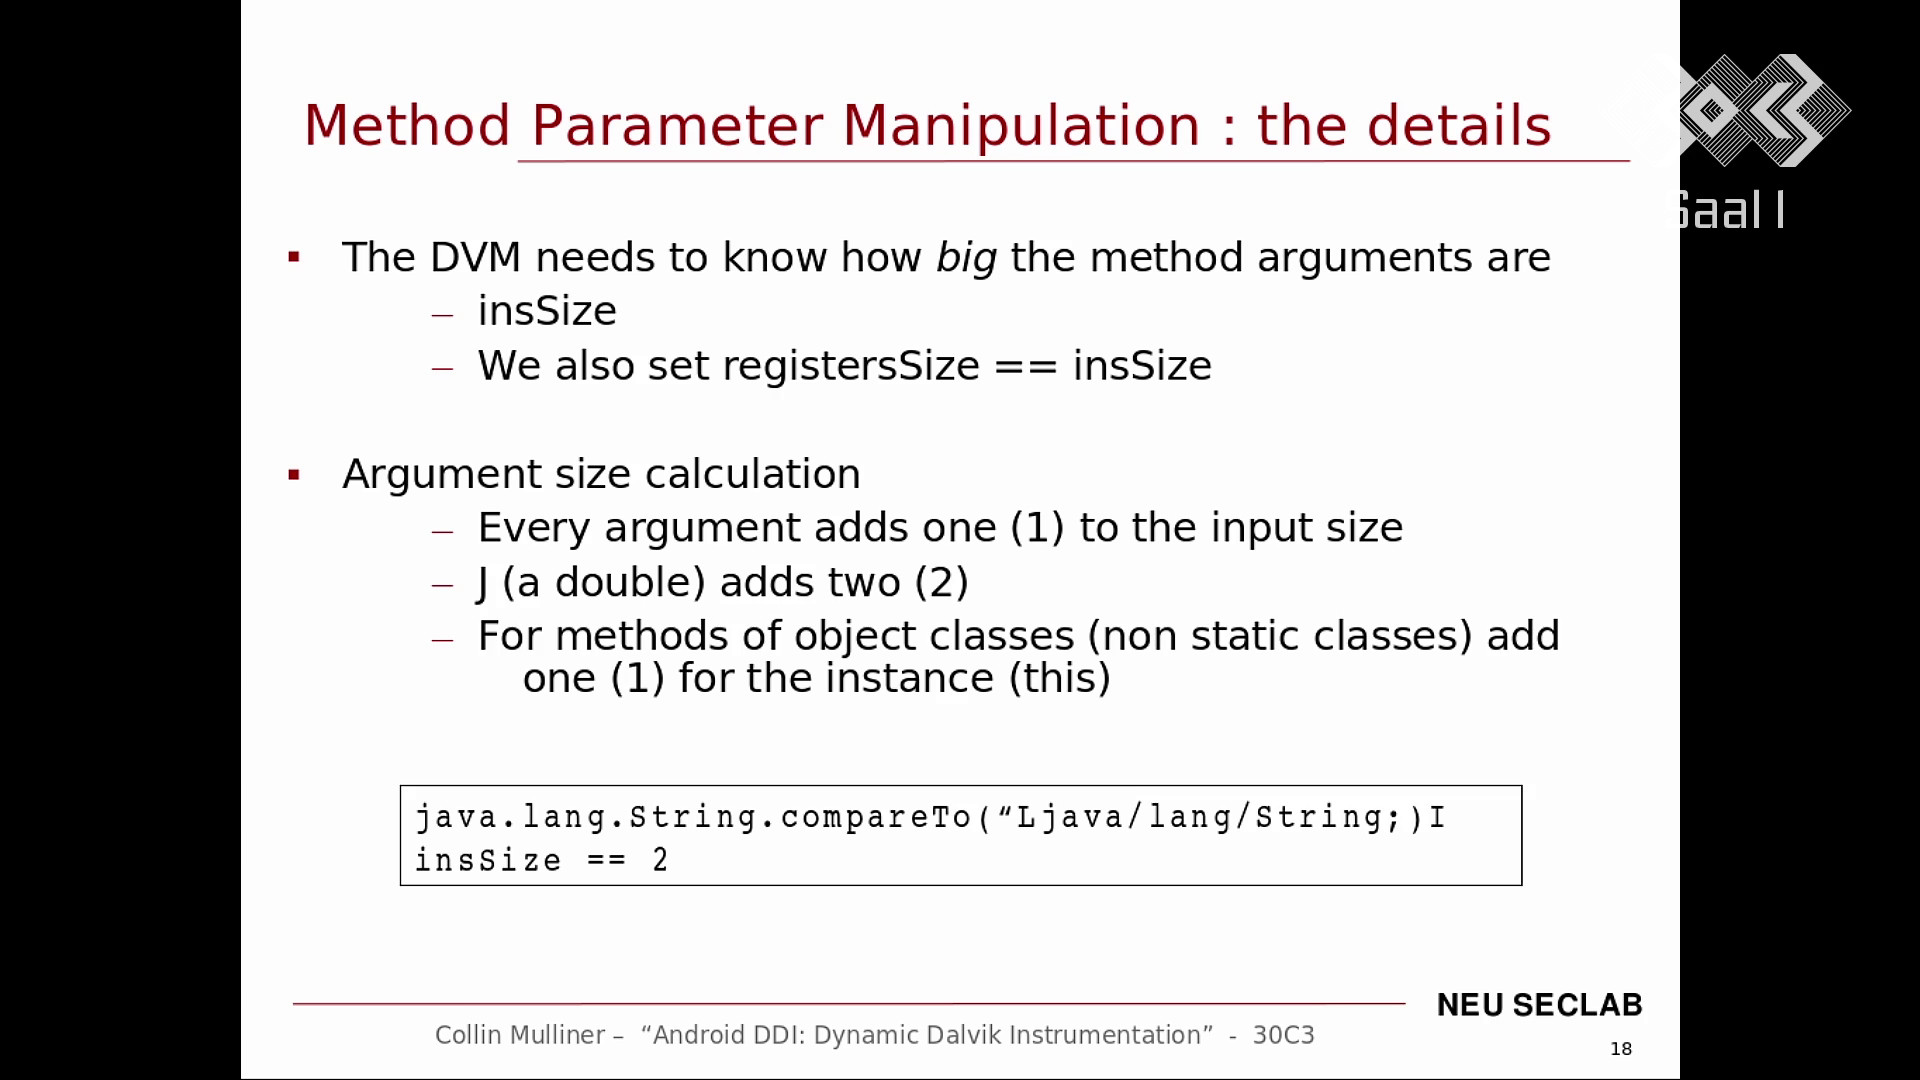 Method Parameter Manipulation : the details
Saal 1
▪ The DVM needs to know how big the method arguments are
– insSize
– We also set registersSize == insSize
▪ Argument size calculation
– Every argument adds one (1) to the input size
– J (a double) adds two (2)
– For methods of object classes (non static classes) add
one (1) for the instance (this)
java.lang.String.compareTo(“Ljava/lang/String;)I
insSize == 2
NEU SECLAB
Collin Mulliner – “Android DDI: Dynamic Dalvik Instrumentation” - 30C3
18